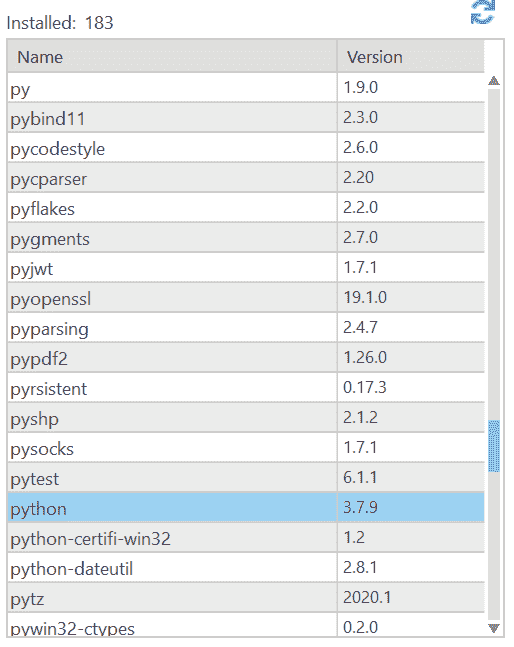 Installed: 183
Name Version
py 1.9.0
pybind11 2.3.0
pycodestyle 2.6.0
pycparser 2.20
pyflakes 2.2.0
pygments 2.7.0
pyjwt 1.7.1
pyopenssl 19.1.0
pyparsing 2.4.7
pypdf2 1.26.0
pyrsistent 0.17.3
pyshp 2.1.2
pysocks 1.7.1
pytest 6.1.1
python 3.7.9
python-certifi-win32 1.2
python-dateutil 2.8.1
pytz 2020.1
pywin32-ctypes 0.2.0